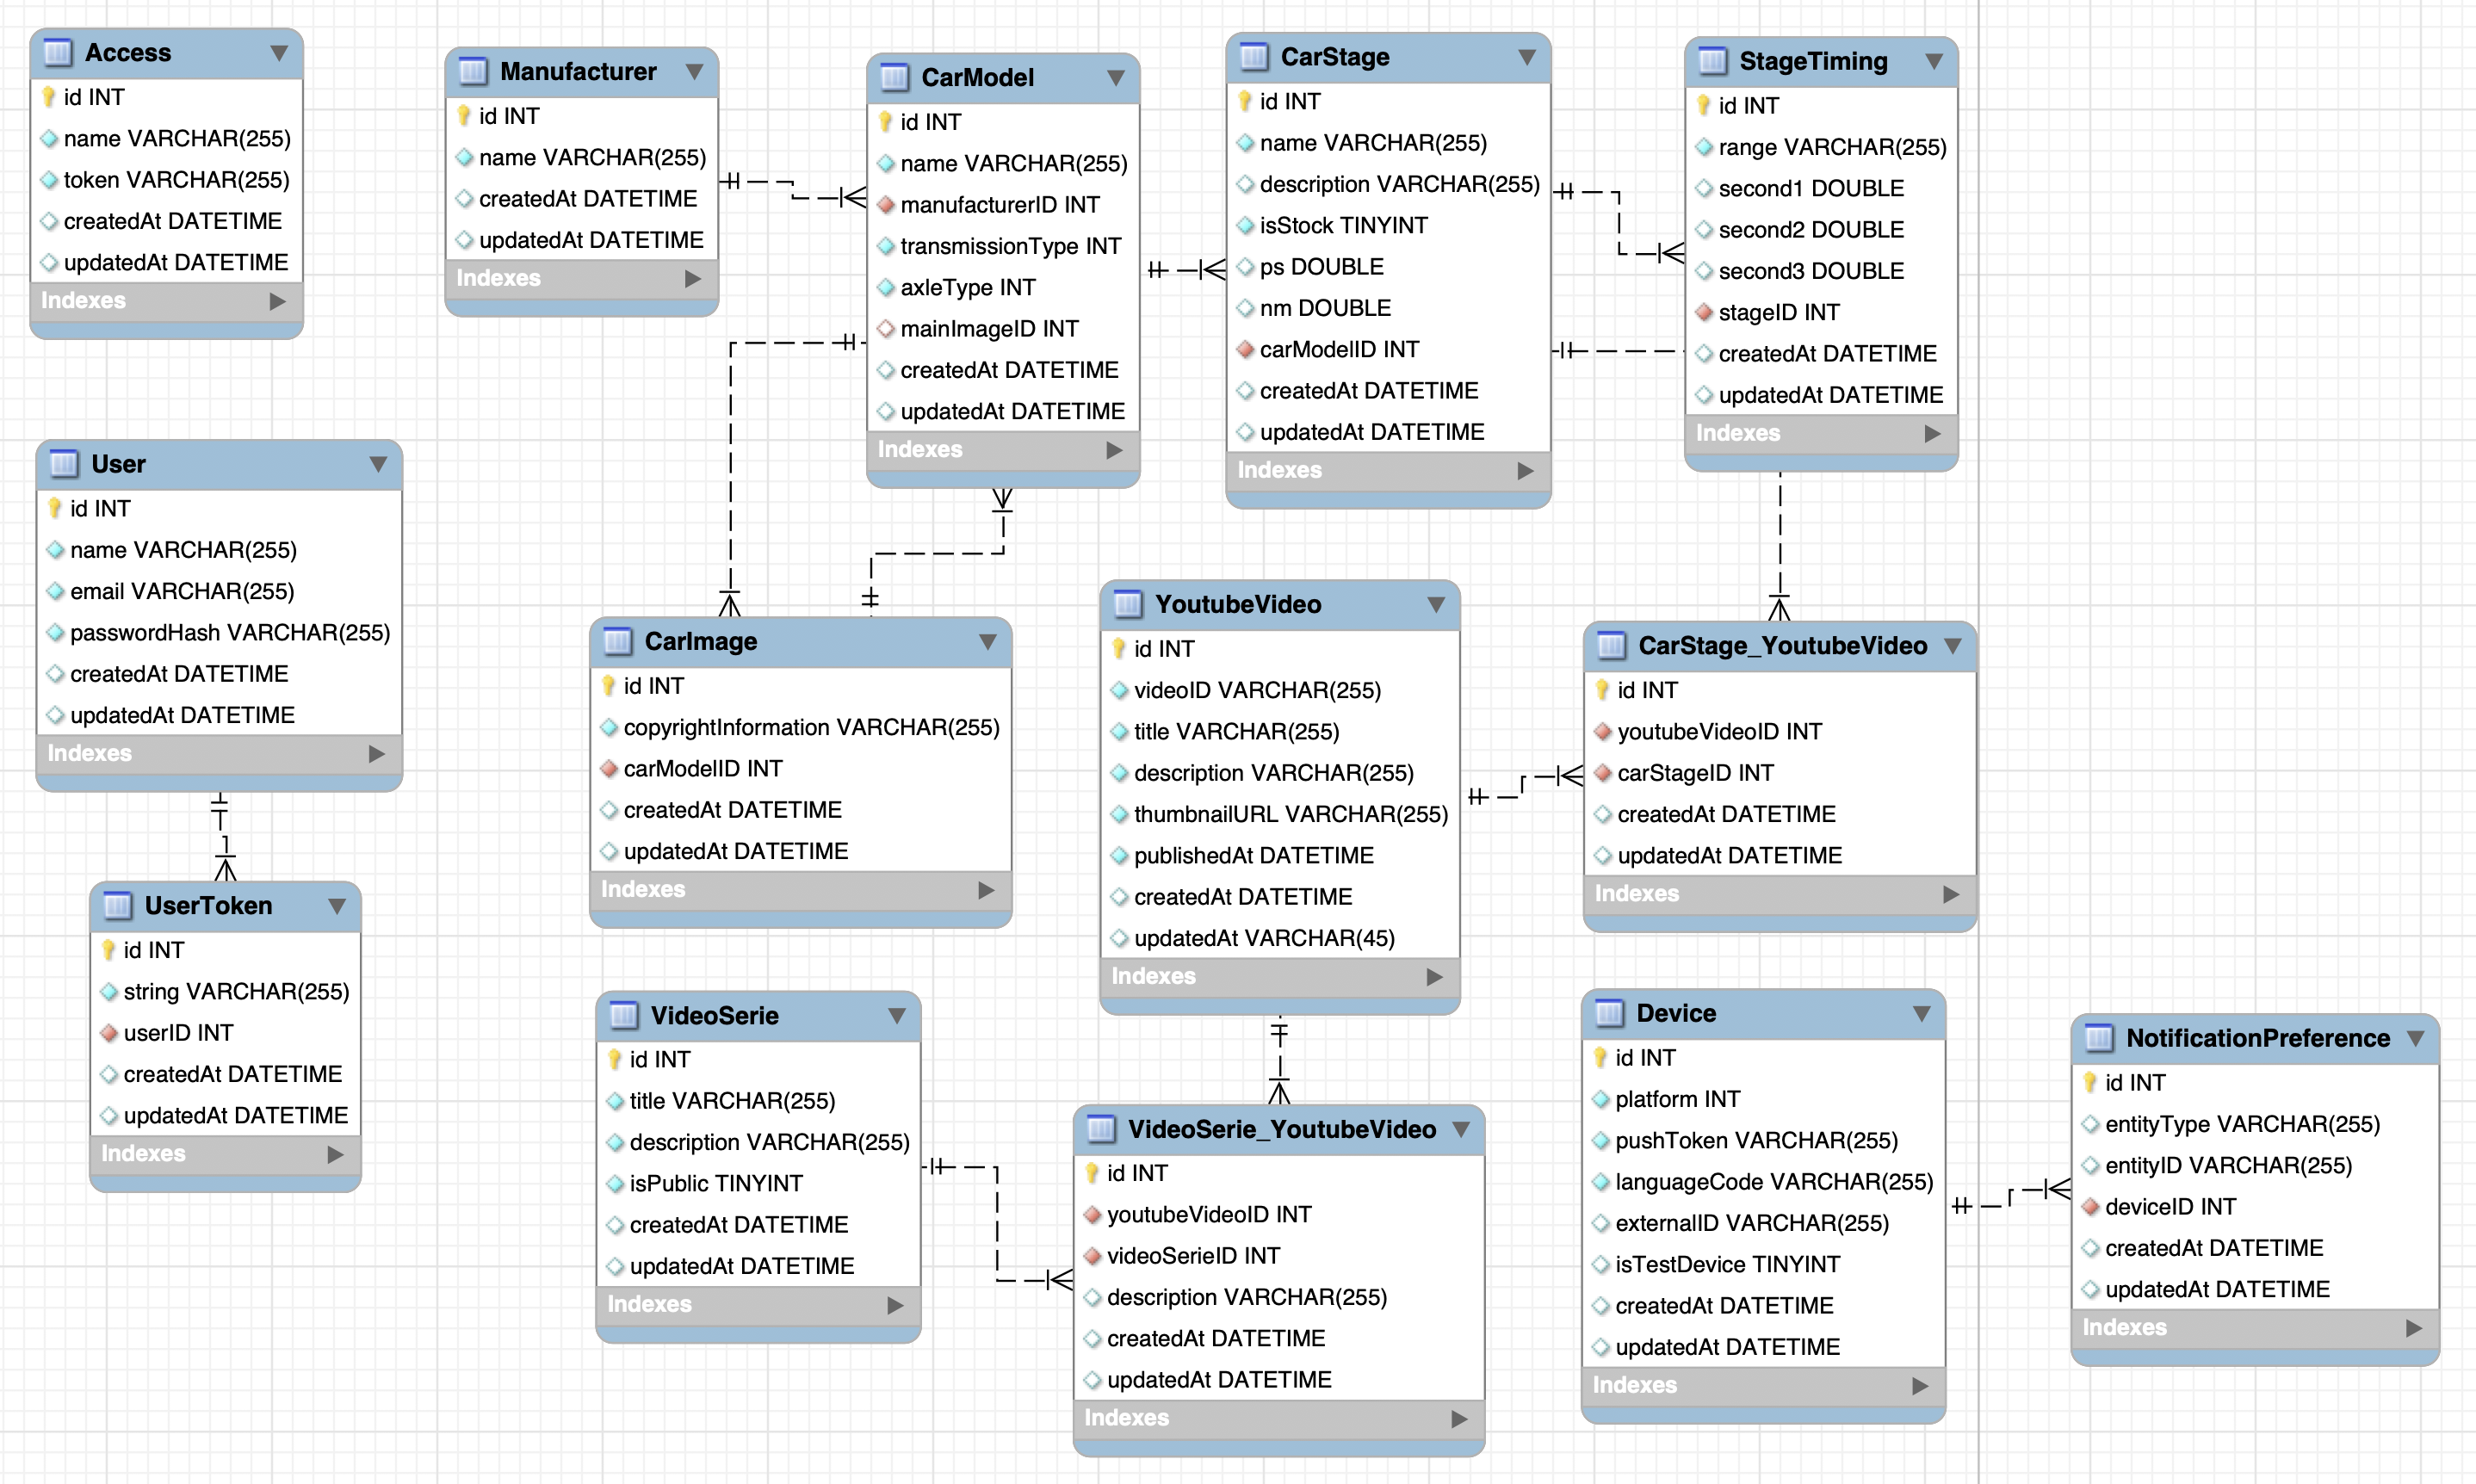 Access
id INT
name VARCHAR(255)
token VARCHAR(255)
createdAt DATETIME
updatedAt DATETIME
Indexes
Manufacturer
id INT
name VARCHAR(255)
createdAt DATETIME
updatedAt DATETIME
Indexes
CarModel
id INT
name VARCHAR(255)
manufacturerID INT
transmissionType INT
axleType INT
mainImageID INT
createdAt DATETIME
updatedAt DATETIME
Indexes
CarStage
id INT
name VARCHAR(255)
description VARCHAR(255)
isStock TINYINT
ps DOUBLE
nm DOUBLE
carModelID INT
createdAt DATETIME
updatedAt DATETIME
Indexes
StageTiming
id INT
range VARCHAR(255)
second1 DOUBLE
second2 DOUBLE
second3 DOUBLE
stageID INT
createdAt DATETIME
updatedAt DATETIME
Indexes
User
id INT
name VARCHAR(255)
email VARCHAR(255)
passwordHash VARCHAR(255)
createdAt DATETIME
updatedAt DATETIME
Indexes
CarImage
id INT
copyrightInformation VARCHAR(255)
carModelID INT
createdAt DATETIME
updatedAt DATETIME
Indexes
YoutubeVideo
id INT
videoID VARCHAR(255)
title VARCHAR(255)
description VARCHAR(255)
thumbnailURL VARCHAR(255)
publishedAt DATETIME
createdAt DATETIME
updatedAt VARCHAR(45)
Indexes
CarStage_YoutubeVideo
id INT
youtubeVideoID INT
carStageID INT
createdAt DATETIME
updatedAt DATETIME
Indexes
UserToken
id INT
string VARCHAR(255)
userID INT
createdAt DATETIME
updatedAt DATETIME
Indexes
VideoSerie
id INT
title VARCHAR(255)
description VARCHAR(255)
isPublic TINYINT
createdAt DATETIME
updatedAt DATETIME
Indexes
VideoSerie_YoutubeVideo
id INT
youtubeVideoID INT
videoSerieID INT
description VARCHAR(255)
createdAt DATETIME
updatedAt DATETIME
Indexes
Device
id INT
platform INT
pushToken VARCHAR(255)
languageCode VARCHAR(255)
externalID VARCHAR(255)
isTestDevice TINYINT
createdAt DATETIME
updatedAt DATETIME
Indexes
NotificationPreference
id INT
entityType VARCHAR(255)
entityID VARCHAR(255)
deviceID INT
createdAt DATETIME
updatedAt DATETIME
Indexes